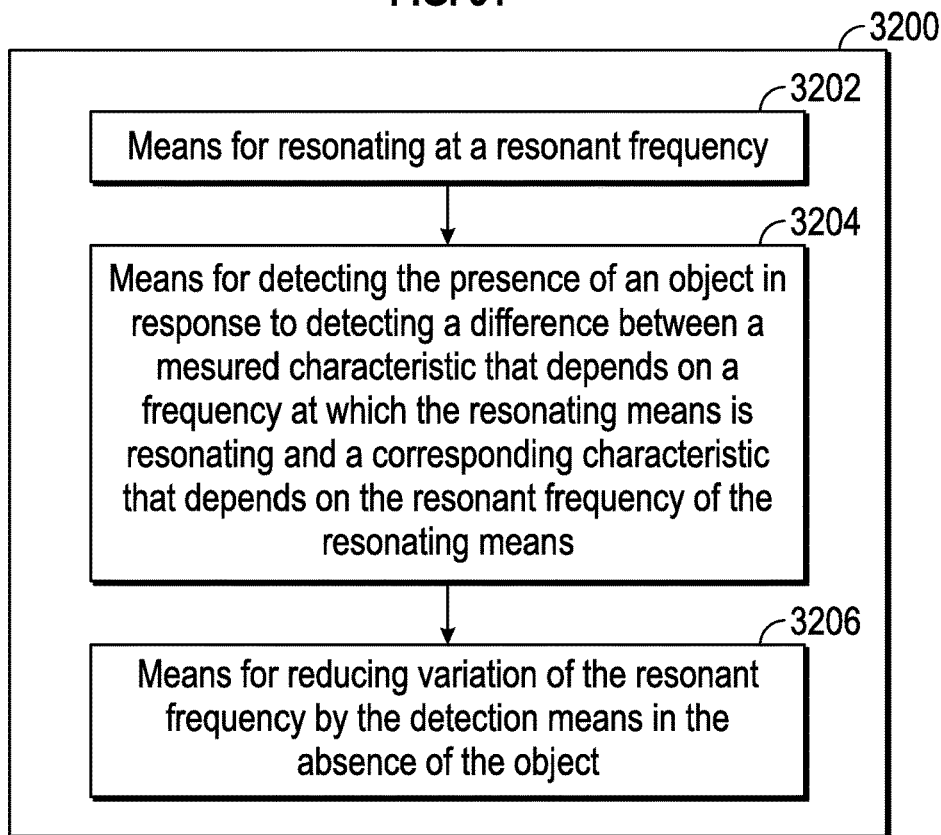 3200
3202
Means for resonating at a resonant frequency
3204
Means for detecting the presence of an object in
response to detecting a difference between a
mesured characteristic that depends on a
frequency at which the resonating means is
resonating and a corresponding characteristic
that depends on the resonant frequency of the
resonating means
3206
Means for reducing variation of the resonant
frequency by the detection means in the
absence of the object